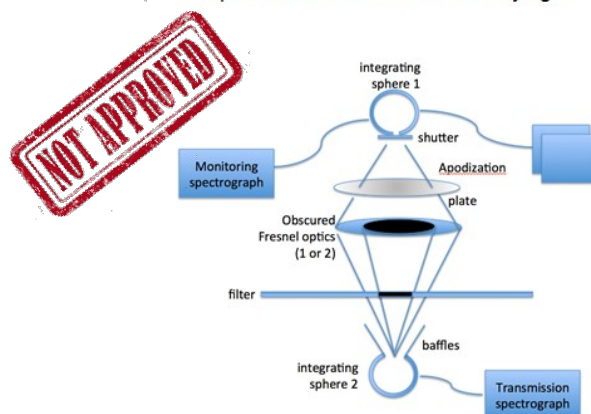 NOT APPROVED
integrating
sphere 1
shutter
Monitoring
spectrograph
Apodization
plate
Obscured
Fresnel optics
(1 or 2)
filter
baffles
integrating
sphere 2
Transmission
spectrograph